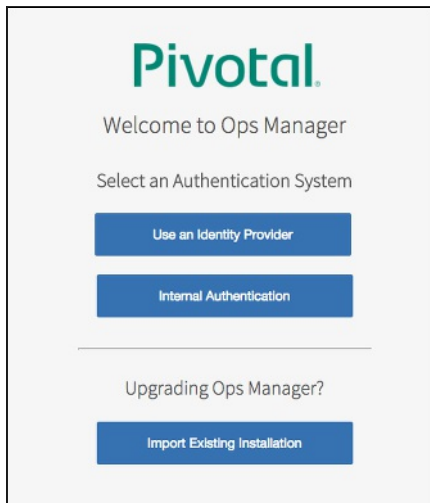 Pivotal.
Welcome to Ops Manager
Select an Authentication System
Use an Identity Provider
Internal Authentication
Upgrading Ops Manager?
Import Existing Installation